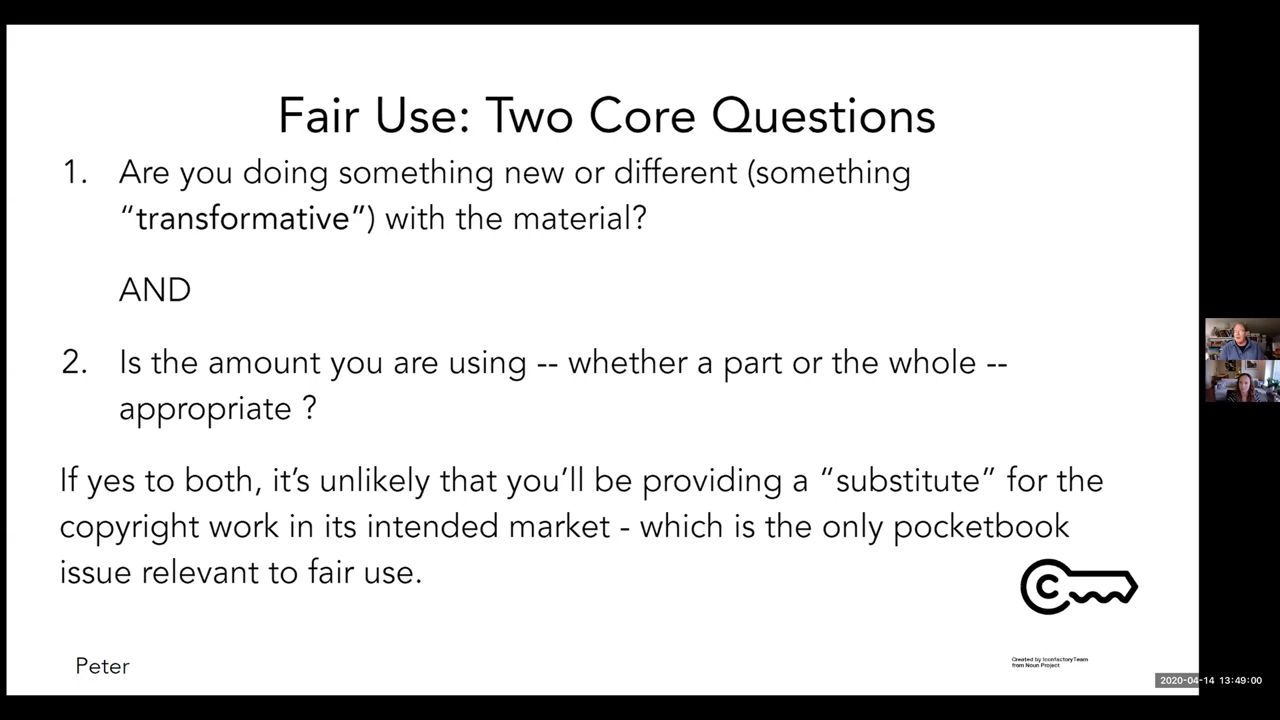 Fair Use: Two Core Questions
1. Are you doing something new or different (something
“transformative”) with the material?
AND
2. Is the amount you are using -- whether a part or the whole --
appropriate ?
If yes to both, it’s unlikely that you’ll be providing a “substitute” for the
copyright work in its intended market - which is the only pocketbook
issue relevant to fair use.
C
Peter
Created by IconfactoryTeam
from Noun Project
2020-04-14 13:49:00